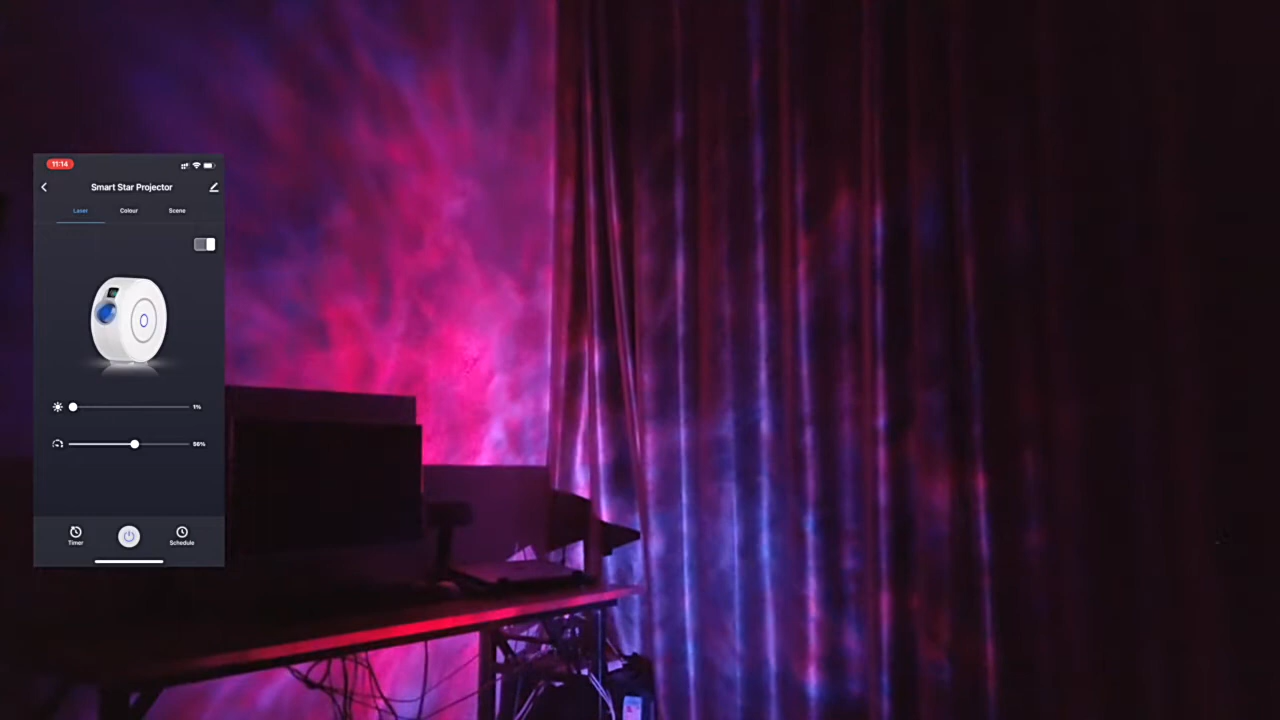 11:14
Smart Star Projector
Laser Colour Scene
1%
56%
Timer Schedule